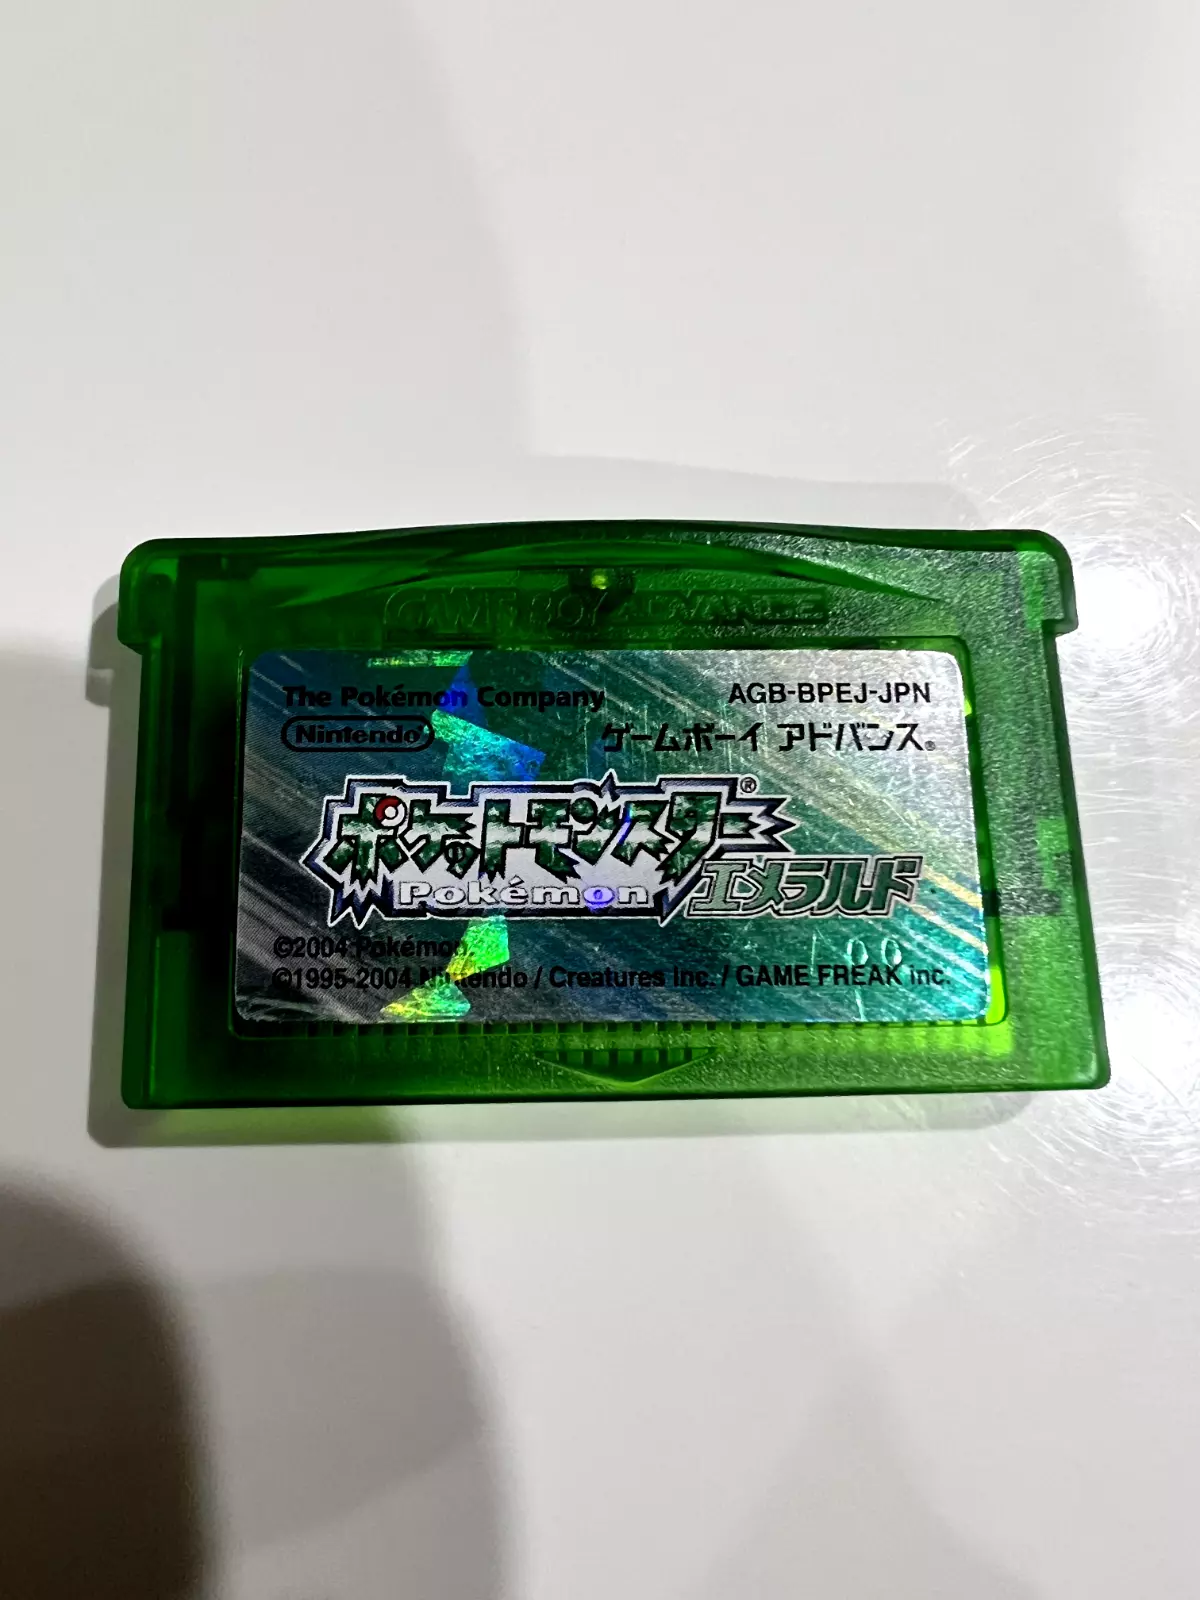 GAME BOY ADVANCE
The Pokémon Company
AGB-BPEJ-JPN
Nintendo®
ゲームボーイ アドバンス®
ポケットモンスター®
Pokémon
エメラルド
©2004 Pokémon.
©1995-2004 Nintendo / Creatures Inc. / GAME FREAK inc.
00